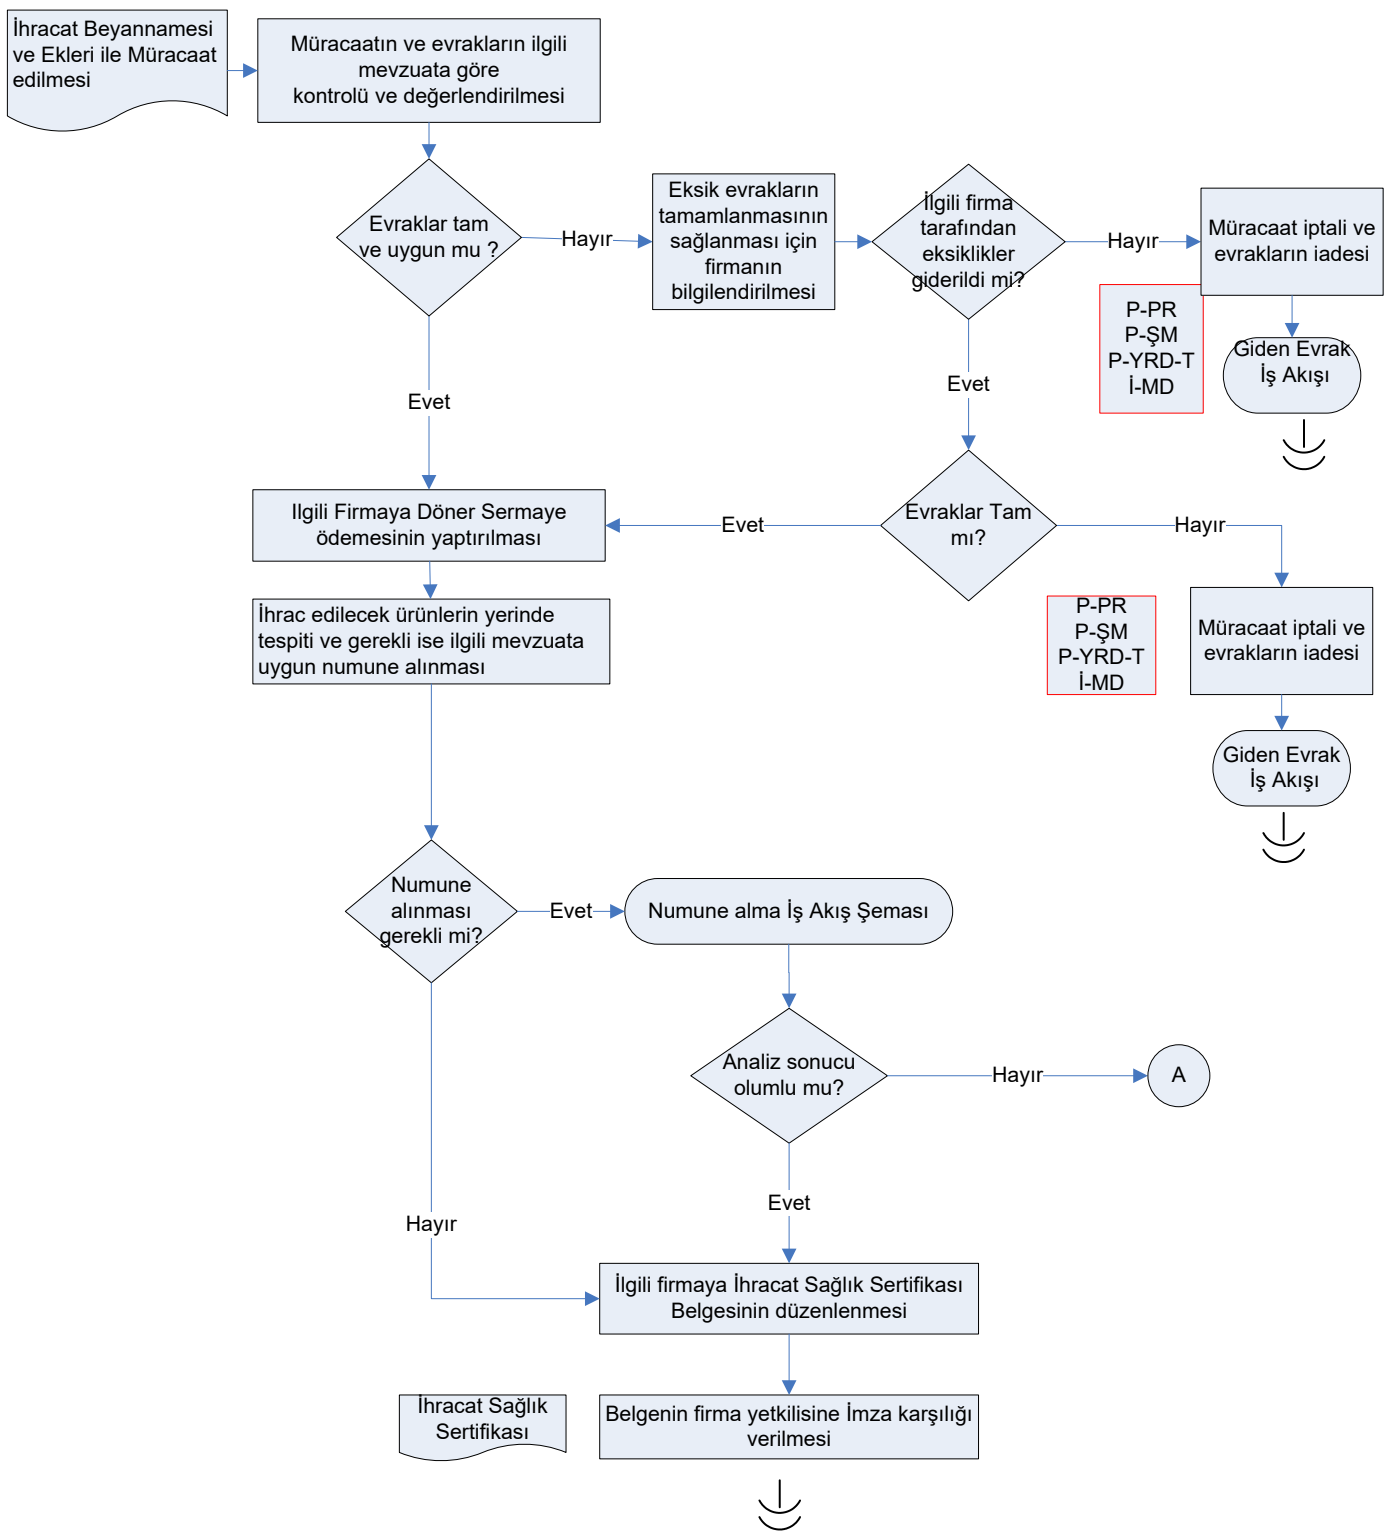 İhracat Beyannamesi
ve Ekleri ile Müracaat
edilmesi
Müracaatın ve evrakların ilgili
mevzuata göre
kontrolü ve değerlendirilmesi
Evraklar tam
ve uygun mu ?
Hayır
Eksik evrakların
tamamlanmasının
sağlanması için
firmanın
bilgilendirilmesi
İlgili firma
tarafından
eksiklikler
giderildi mi?
Hayır
Müracaat iptali ve
evrakların iadesi
P-PR
P-ŞM
P-YRD-T
İ-MD
Giden Evrak
İş Akışı
Evet
Evet
Ilgili Firmaya Döner Sermaye
ödemesinin yaptırılması
Evet
Evraklar Tam
mı?
Hayır
İhrac edilecek ürünlerin yerinde
tespiti ve gerekli ise ilgili mevzuata
uygun numune alınması
P-PR
P-ŞM
P-YRD-T
İ-MD
Müracaat iptali ve
evrakların iadesi
Giden Evrak
İş Akışı
Numune
alınması
gerekli mi?
Evet
Numune alma İş Akış Şeması
Analiz sonucu
olumlu mu?
Hayır
A
Evet
Hayır
İlgili firmaya İhracat Sağlık Sertifikası
Belgesinin düzenlenmesi
İhracat Sağlık
Sertifikası
Belgenin firma yetkilisine İmza karşılığı
verilmesi